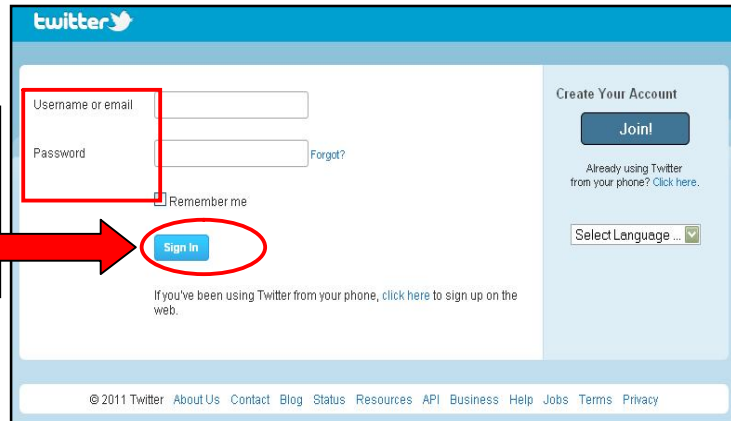 twitter
Username or email
Password
Forgot?
Remember me
Sign In
If you've been using Twitter from your phone, click here to sign up on the
web.
Create Your Account
Join!
Already using Twitter
from your phone? Click here.
Select Language ...
© 2011 Twitter About Us Contact Blog Status Resources API Business Help Jobs Terms Privacy